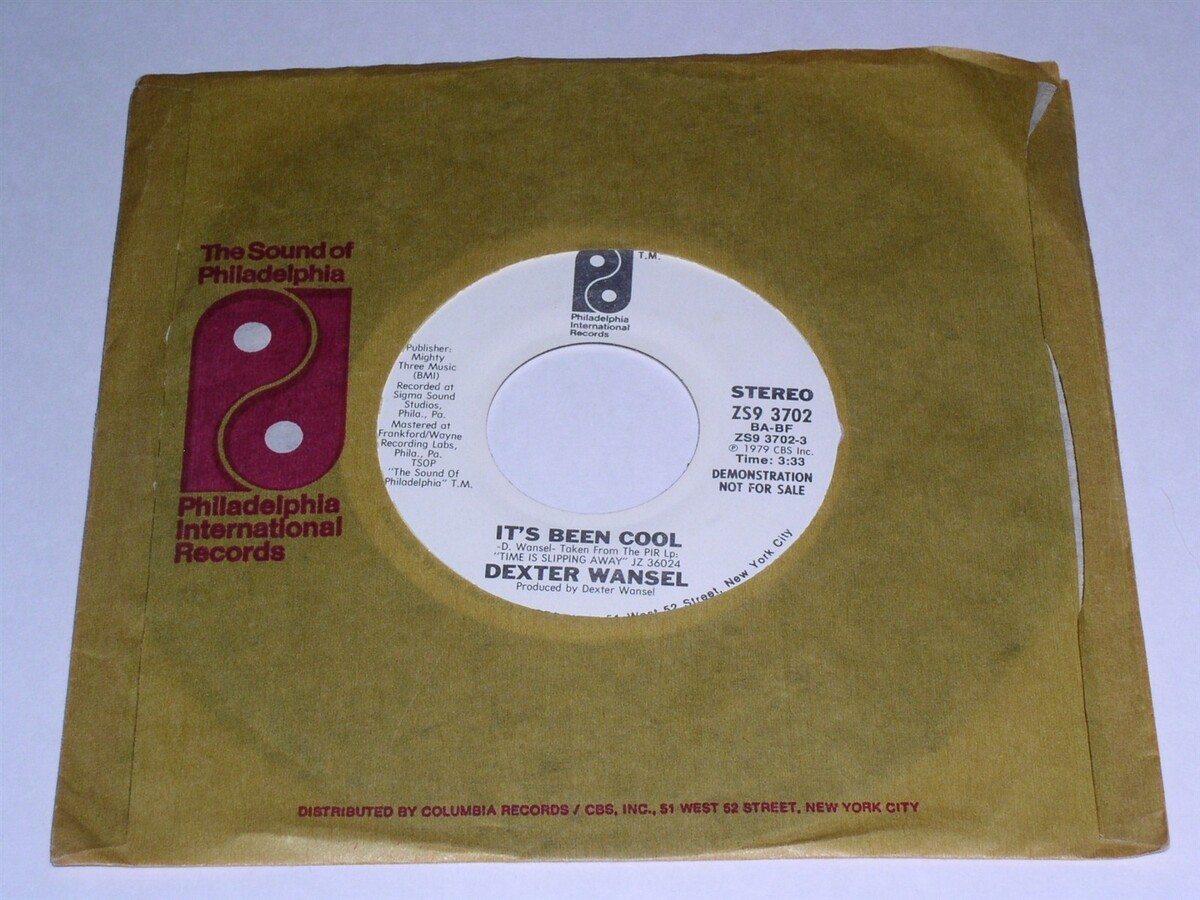 The Sound of
Philadelphia
Philadelphia
International
Records
T.M.
Philadelphia
International
Records
Publisher:
Mighty
Three Music
(BMI)
Recorded at
Sigma Sound
Studios,
Phila., Pa.
Mastered at
Frankford/Wayne
Recording Labs,
Phila., Pa.
TSOP
"The Sound Of
Philadelphia" T.M.
STEREO
ZS9 3702
BA-BF
ZS9 3702-3
℗ 1979 CBS Inc.
Time: 3:33
DEMONSTRATION
NOT FOR SALE
IT'S BEEN COOL
-D. Wansel- Taken From The PIR Lp:
"TIME IS SLIPPING AWAY" JZ 36024
DEXTER WANSEL
Produced by Dexter Wansel
51 West 52 Street, New York City
DISTRIBUTED BY COLUMBIA RECORDS / CBS, INC., 51 WEST 52 STREET, NEW YORK CITY